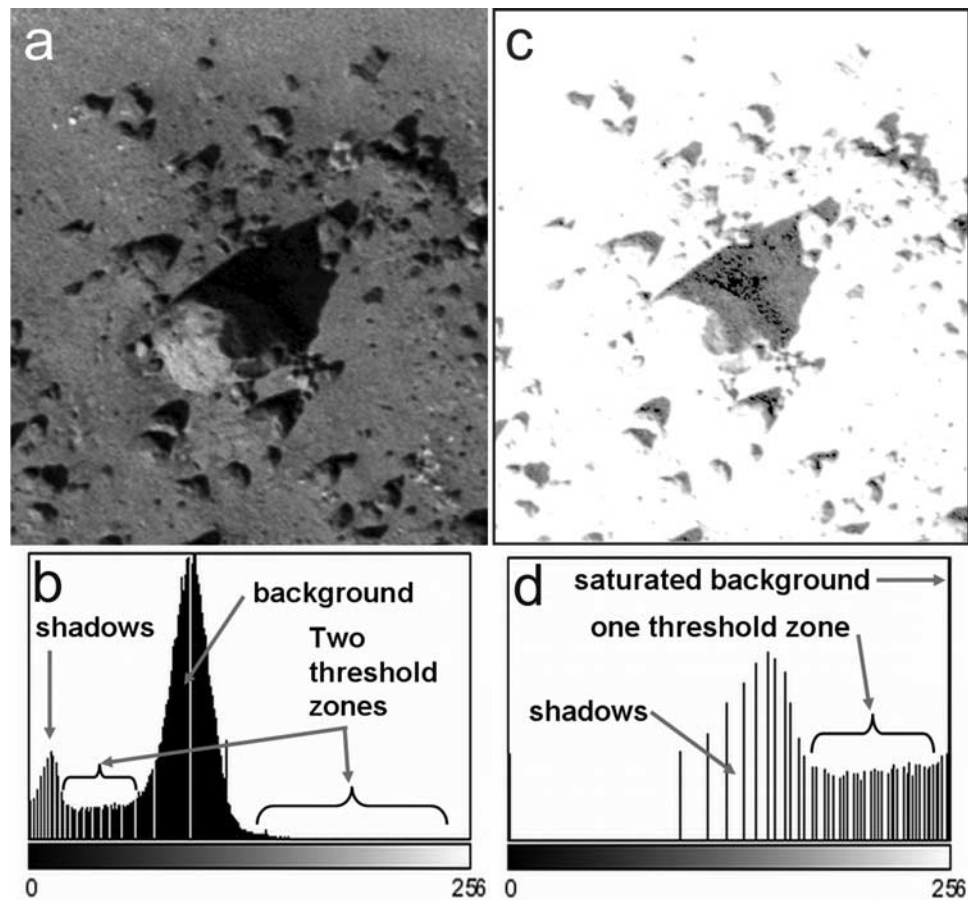 a
c
b
background
shadows
Two
threshold
zones
0
256
d
saturated background
one threshold zone
shadows
0
256